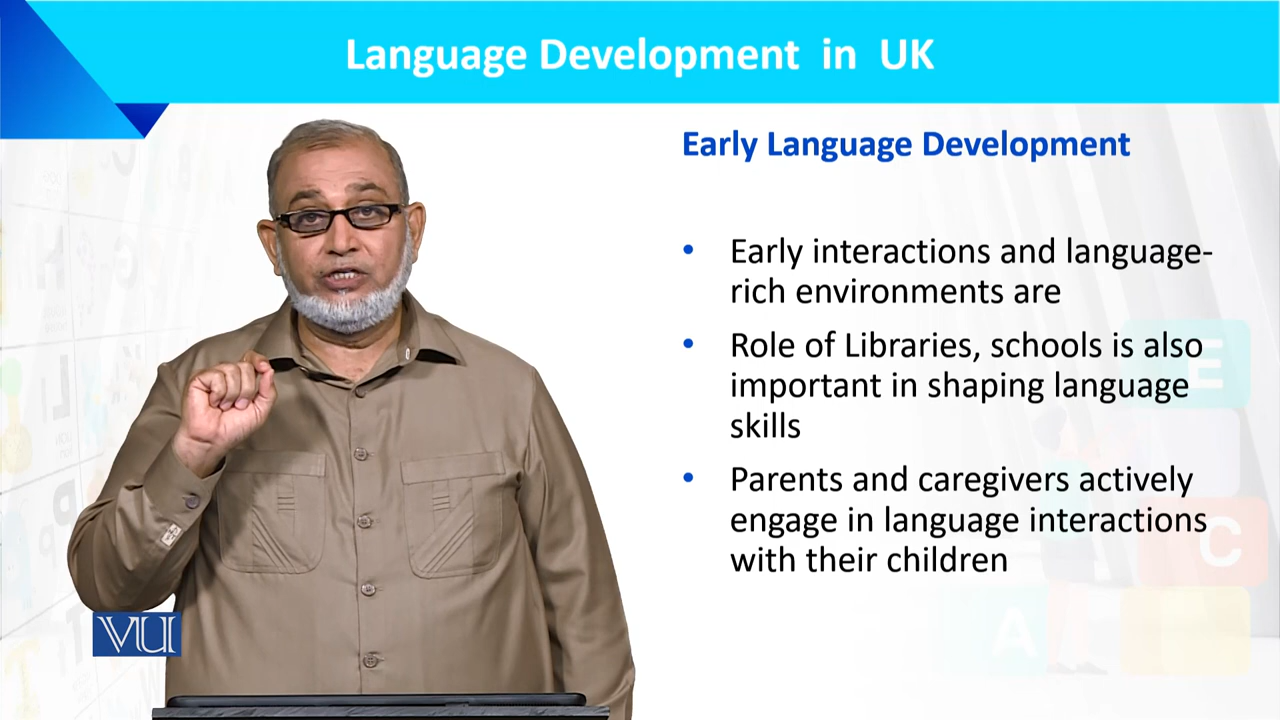 Language Development in UK
Early Language Development
• Early interactions and language-
rich environments are
• Role of Libraries, schools is also
important in shaping language
skills
• Parents and caregivers actively
engage in language interactions
with their children
VU
E
C
A